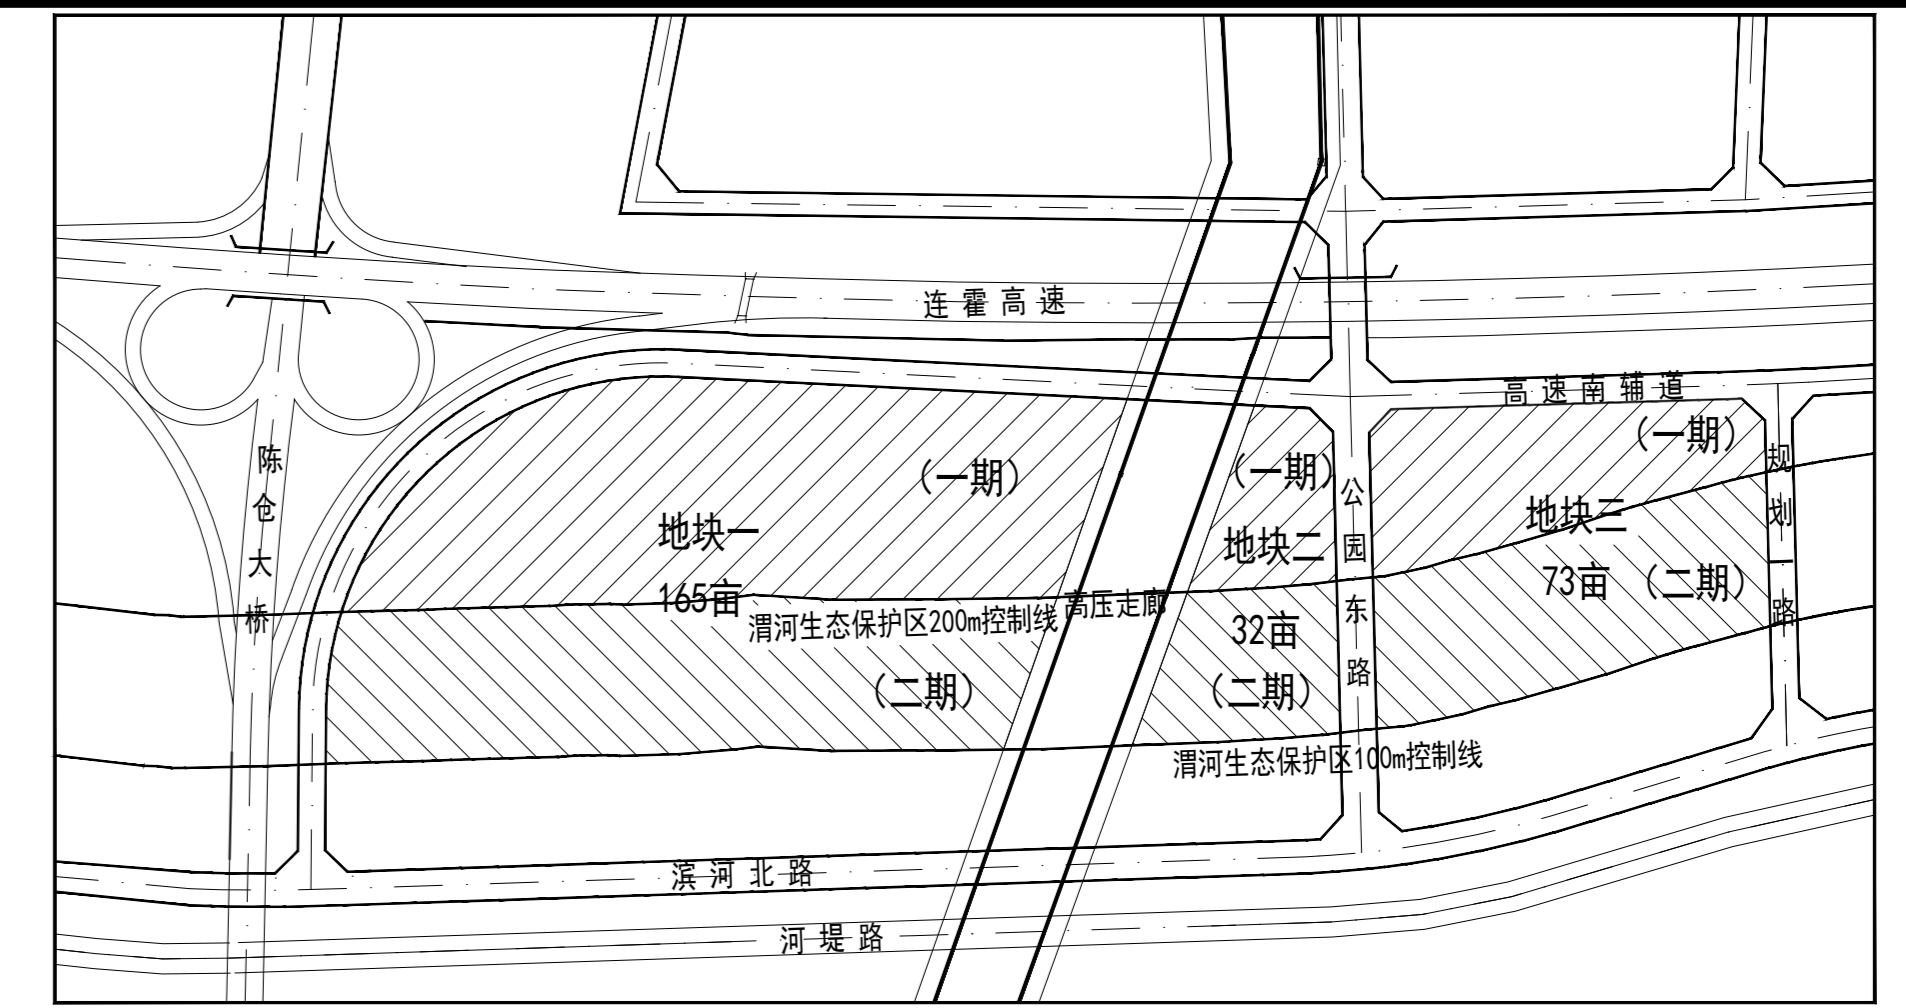 连霍高速
高速南辅道
（一期）
（一期）
（一期）
陈仓大桥
公园东路
规划一路
地块一
165亩
地块二
32亩
地块三
73亩
（二期）
高压走廊
渭河生态保护区200m控制线
（二期）
（二期）
渭河生态保护区100m控制线
滨河北路
河堤路